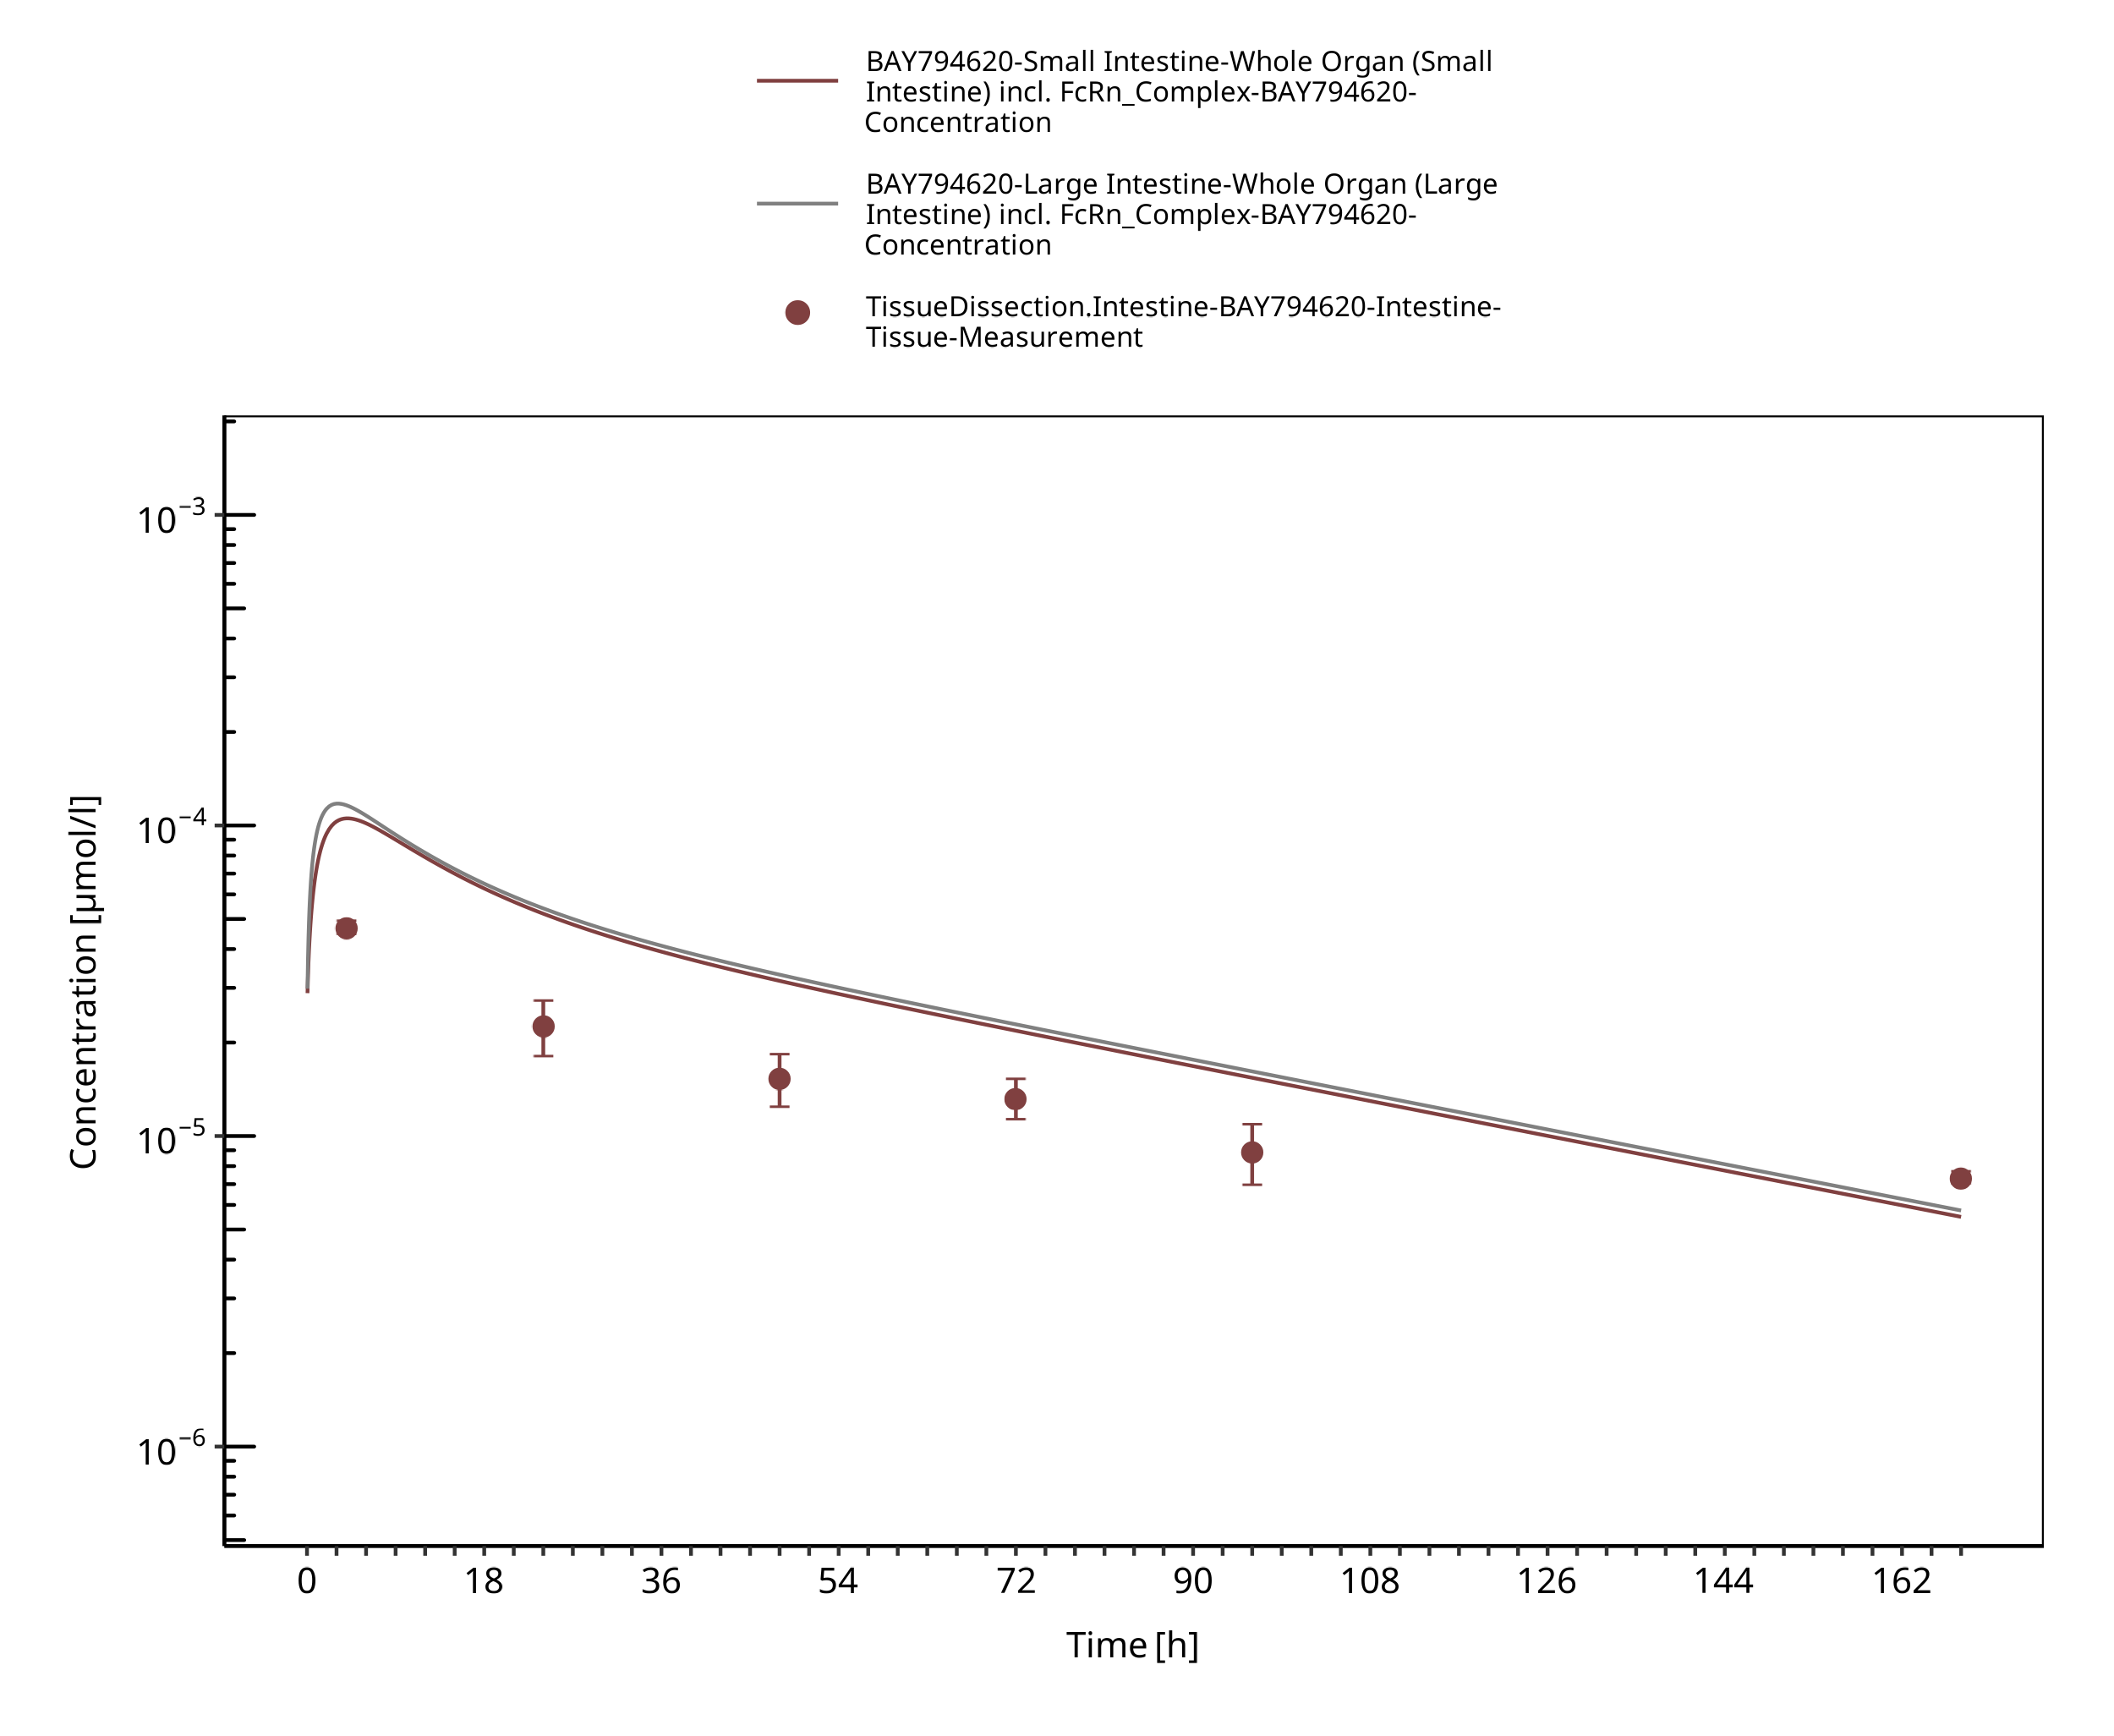 BAY794620-Small Intestine-Whole Organ (Small
Intestine) incl. FcRn_Complex-BAY794620-
Concentration
BAY794620-Large Intestine-Whole Organ (Large
Intestine) incl. FcRn_Complex-BAY794620-
Concentration
TissueDissection.Intestine-BAY794620-Intestine-
Tissue-Measurement
Concentration [µmol/l]
10⁻³
10⁻⁴
10⁻⁵
10⁻⁶
0 18 36 54 72 90 108 126 144 162
Time [h]